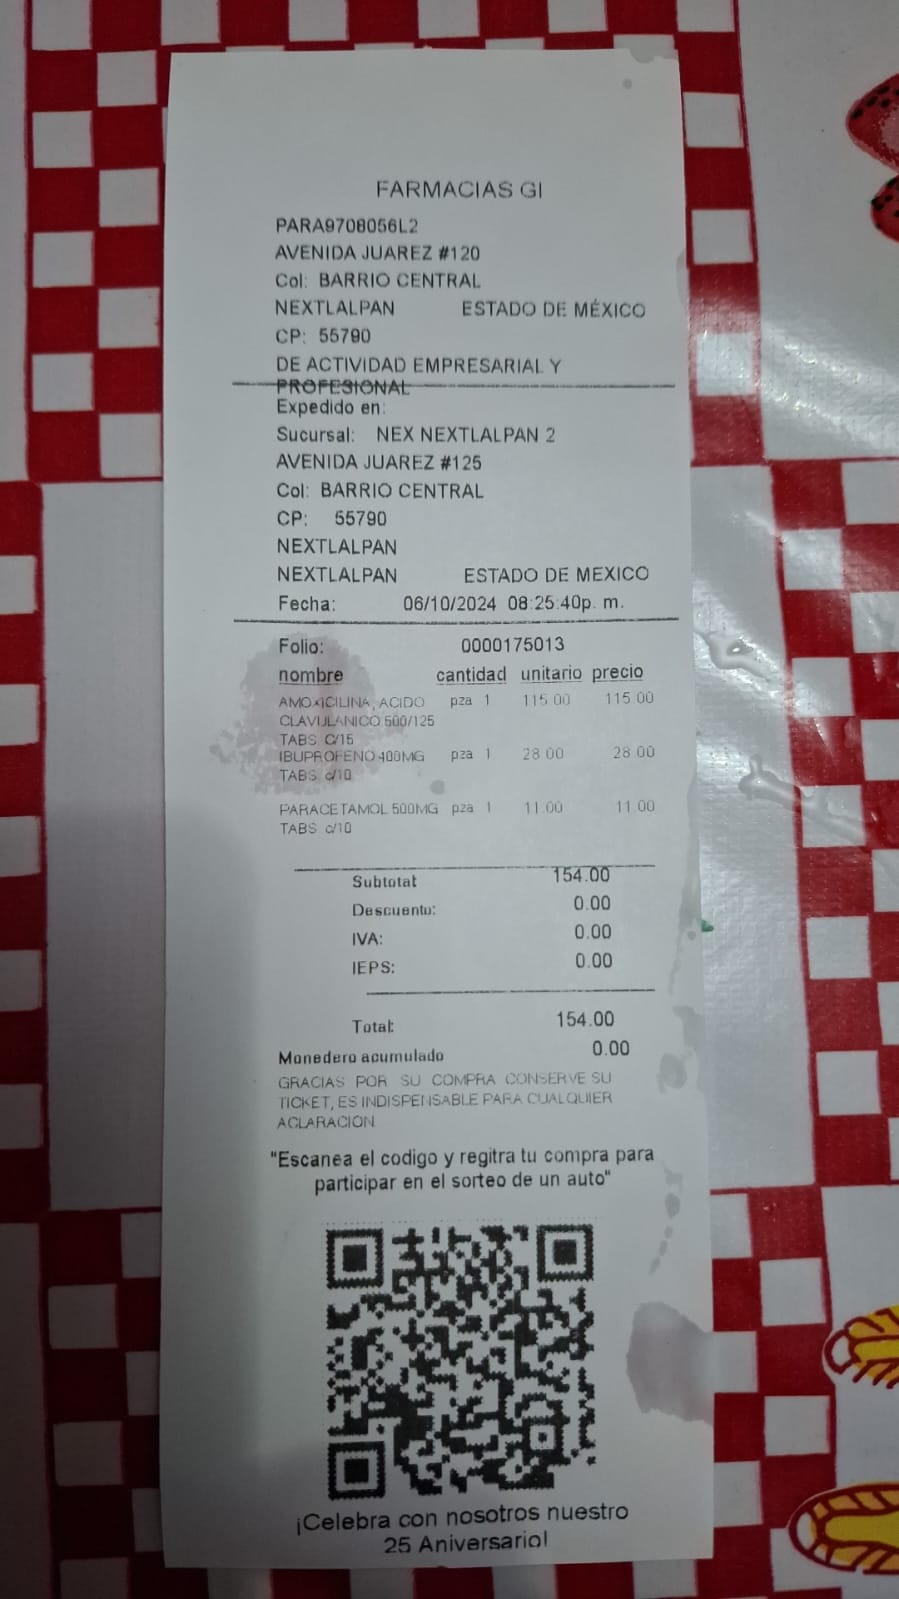 FARMACIAS GI
PARA9708056L2
AVENIDA JUAREZ #120
Col: BARRIO CENTRAL
NEXTLALPAN ESTADO DE MÉXICO
CP: 55790
DE ACTIVIDAD EMPRESARIAL Y
PROFESIONAL
Expedido en:
Sucursal: NEX NEXTLALPAN 2
AVENIDA JUAREZ #125
Col: BARRIO CENTRAL
CP: 55790
NEXTLALPAN
NEXTLALPAN ESTADO DE MEXICO
Fecha: 06/10/2024 08:25:40p. m.
Folio: 0000175013
nombre cantidad unitario precio
AMOXICILINA, ACIDO pza 1 115.00 115.00
CLAVULANICO 500/125
TABS. C/15
IBUPROFENO 400MG pza 1 28.00 28.00
TABS. c/10
PARACETAMOL 500MG pza 1 11.00 11.00
TABS. c/10
Subtotal 154.00
Descuento: 0.00
IVA: 0.00
IEPS: 0.00
Total: 154.00
Monedero acumulado 0.00
GRACIAS POR SU COMPRA CONSERVE SU
TICKET, ES INDISPENSABLE PARA CUALQUIER
ACLARACION.
"Escanea el codigo y regitra tu compra para
participar en el sorteo de un auto"
¡Celebra con nosotros nuestro
25 Aniversario!